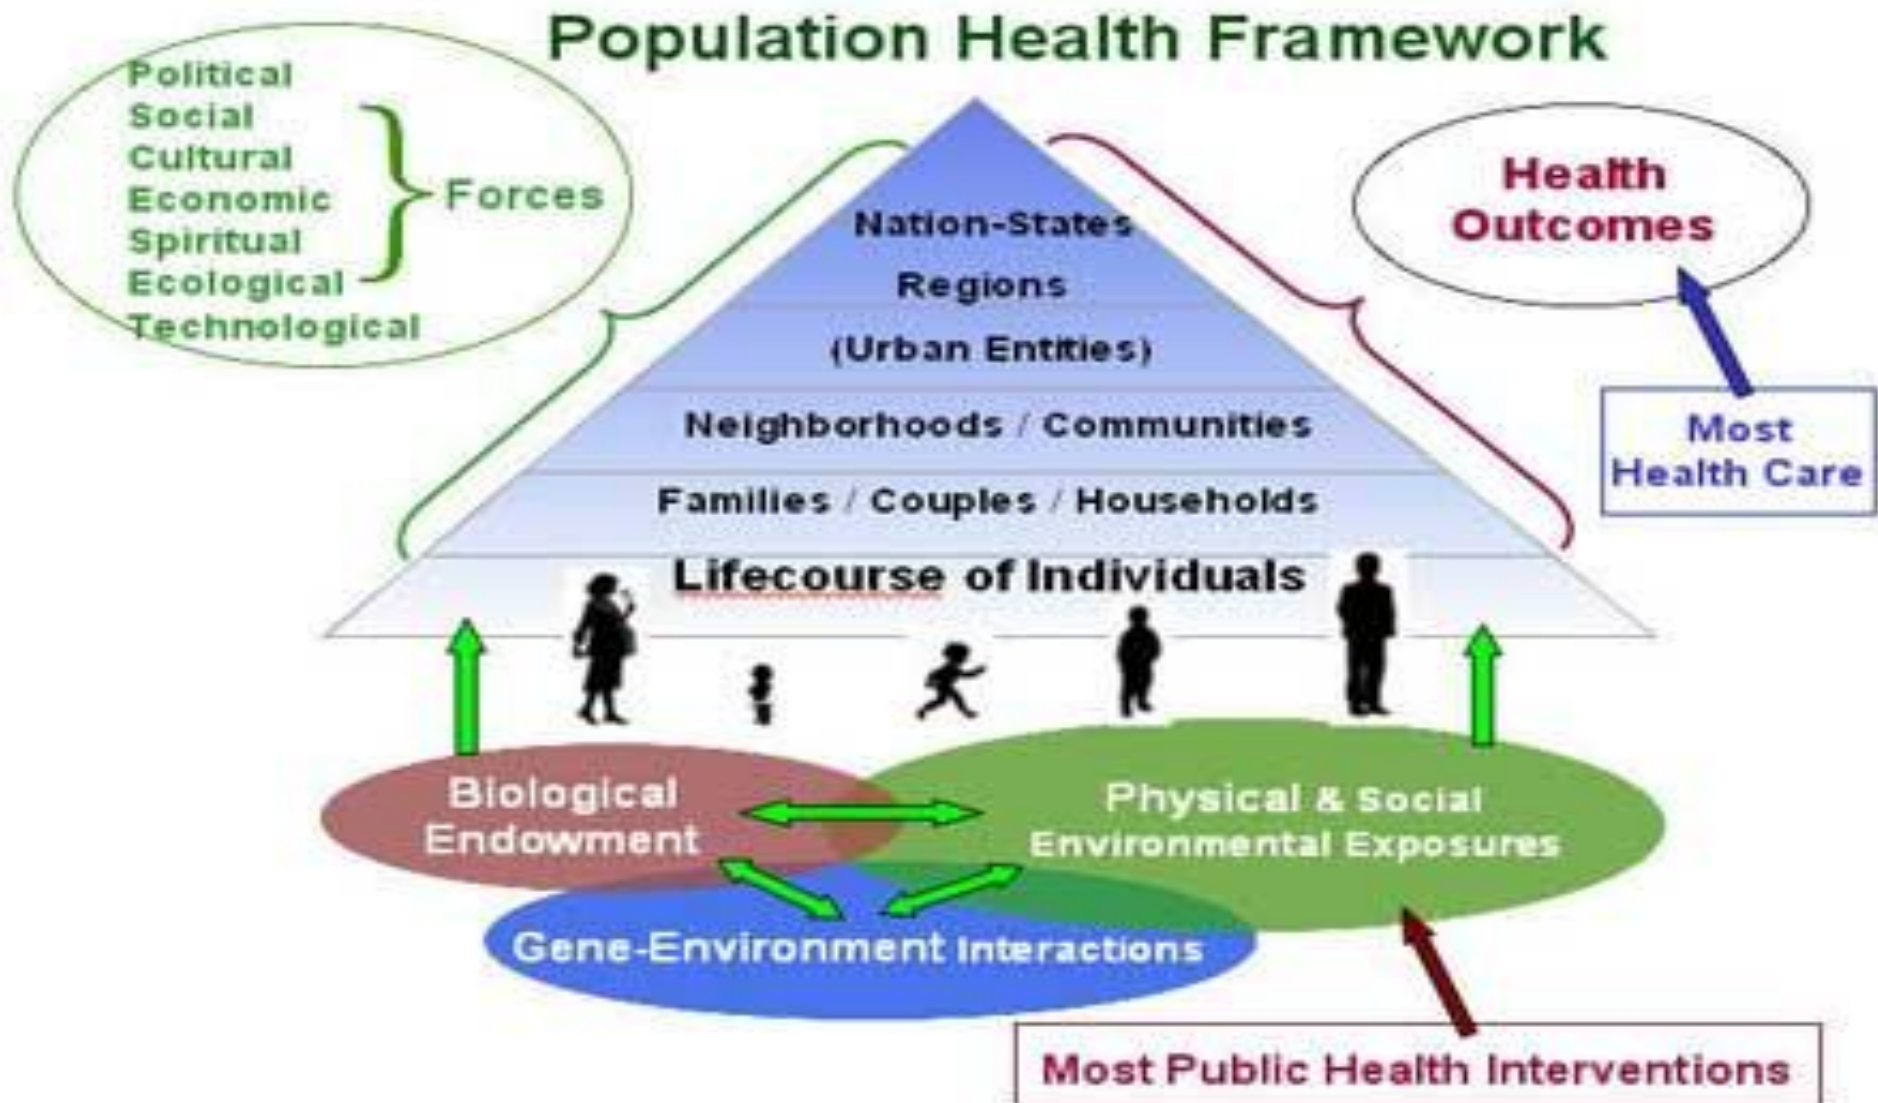 Population Health Framework
Political
Social
Cultural
Economic
Spiritual
Ecological
Technological
Forces
Nation-States
Regions
(Urban Entities)
Neighborhoods / Communities
Families / Couples / Households
Lifecourse of Individuals
Health
Outcomes
Most
Health Care
Biological
Endowment
Physical & Social
Environmental Exposures
Gene-Environment Interactions
Most Public Health Interventions